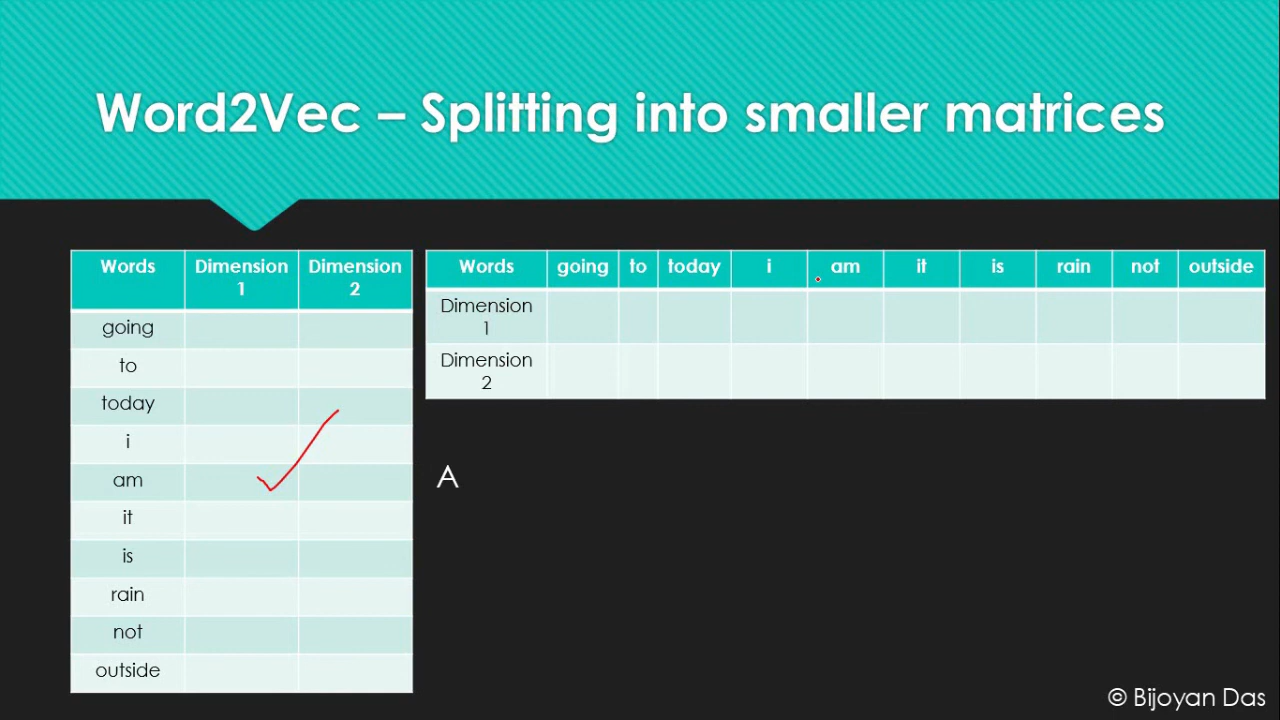 Word2Vec – Splitting into smaller matrices
Words Dimension 1 Dimension 2
going
to
today
i
am
it
is
rain
not
outside
Words going to today i am it is rain not outside
Dimension 1
Dimension 2
A
© Bijoyan Das